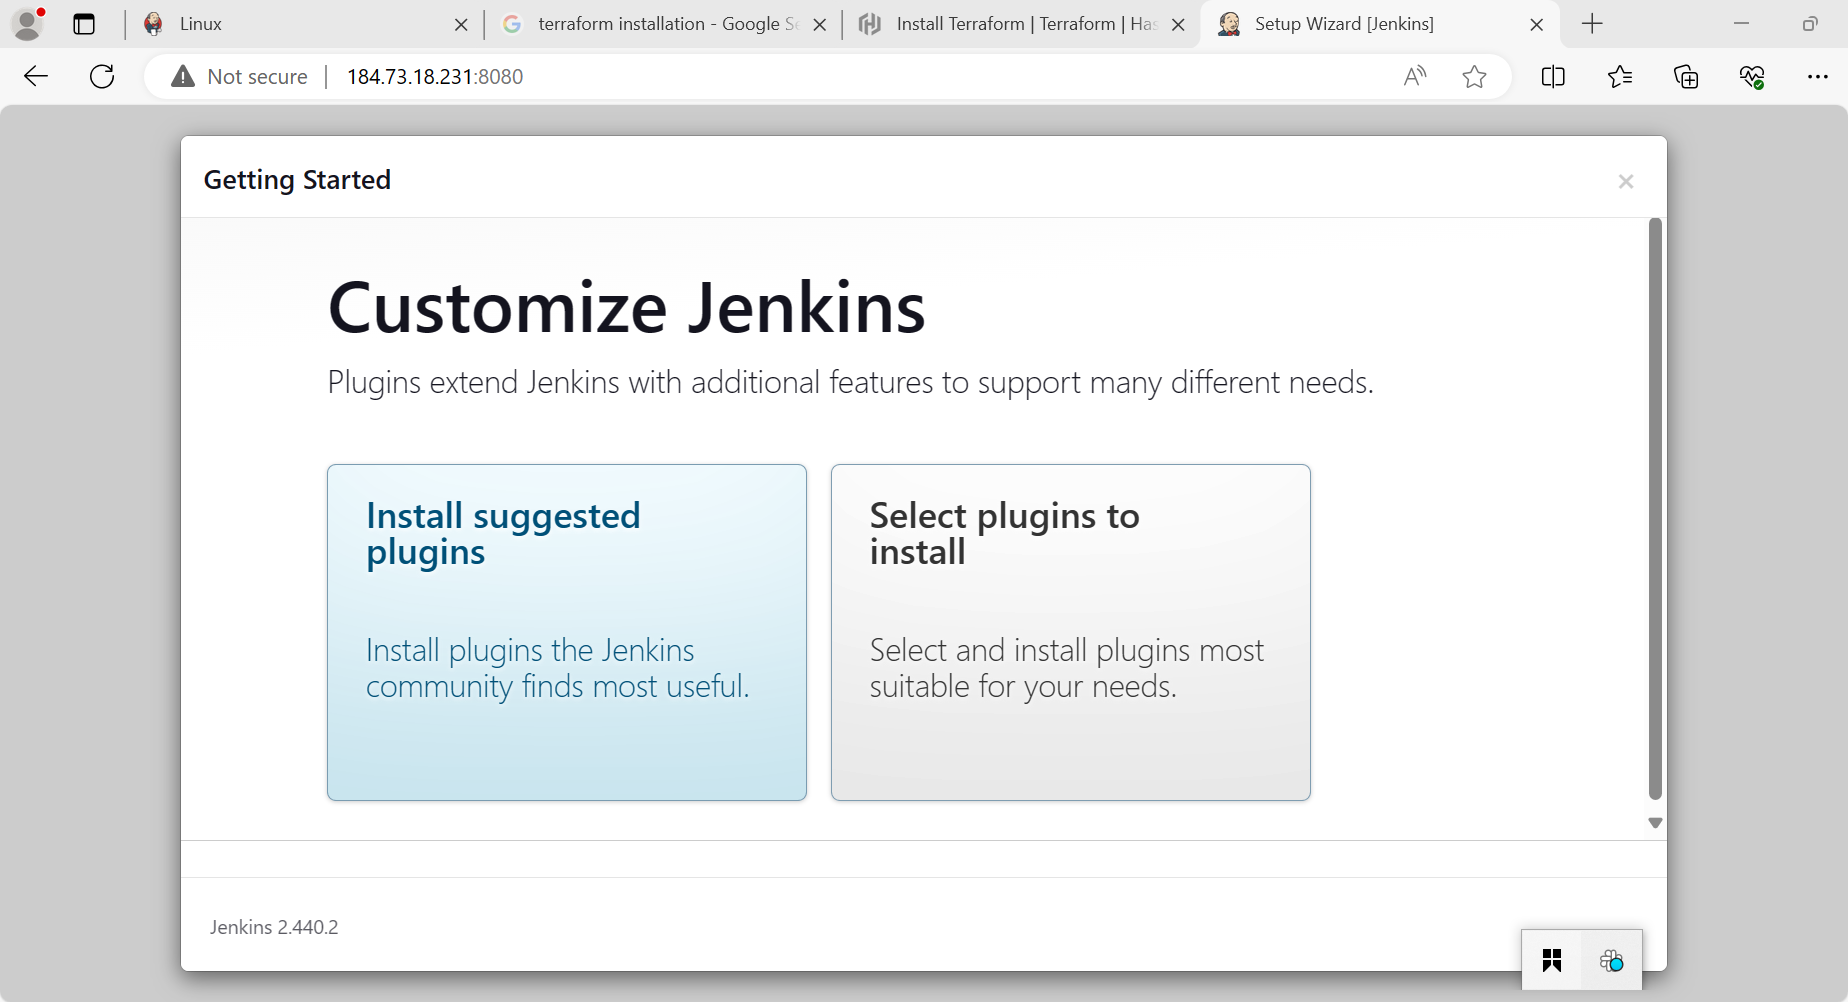 Linux
terraform installation - Google Se
Install Terraform | Terraform | Has
Setup Wizard [Jenkins]
Not secure
184.73.18.231:8080
Getting Started
Customize Jenkins
Plugins extend Jenkins with additional features to support many different needs.
Install suggested
plugins
Install plugins the Jenkins
community finds most useful.
Select plugins to
install
Select and install plugins most
suitable for your needs.
Jenkins 2.440.2